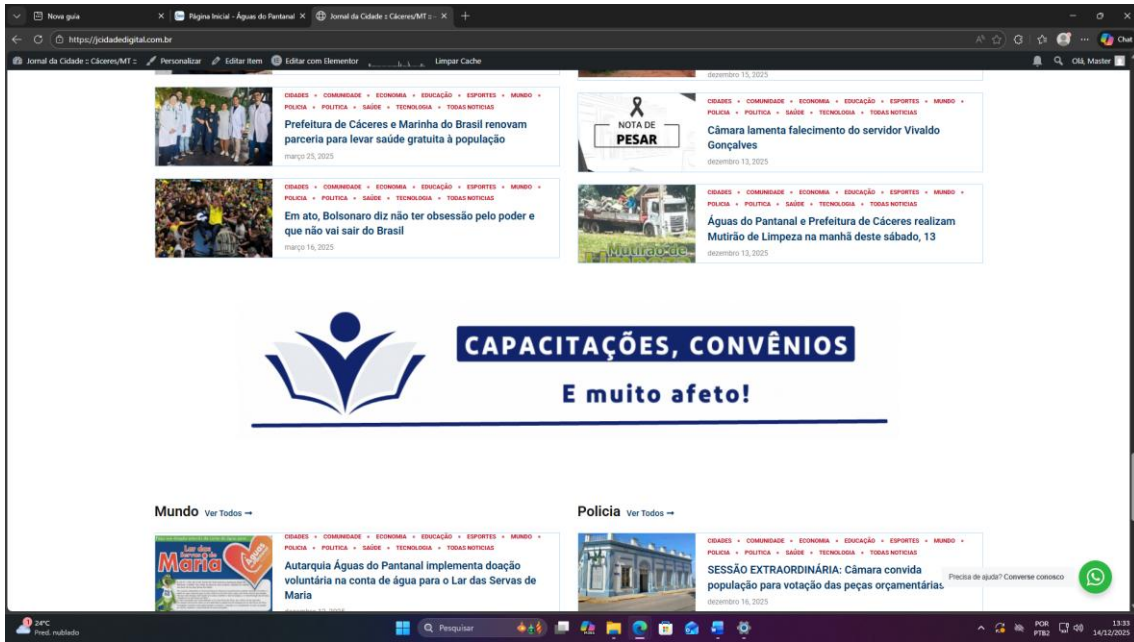 Nova guia
Página Inicial - Águas do Pantanal
Jornal da Cidade :: Cáceres/MT :: -
https://jcidadedigital.com.br
Chat
Jornal da Cidade :: Cáceres/MT ::
Personalizar
Editar Item
Editar com Elementor
Limpar Cache
Olá, Master
CIDADES • COMUNIDADE • ECONOMIA • EDUCAÇÃO • ESPORTES • MUNDO •
POLICIA • POLITICA • SAÚDE • TECNOLOGIA • TODAS NOTICIAS
Prefeitura de Cáceres e Marinha do Brasil renovam
parceria para levar saúde gratuita à população
março 25, 2025
CIDADES • COMUNIDADE • ECONOMIA • EDUCAÇÃO • ESPORTES • MUNDO •
POLICIA • POLITICA • SAÚDE • TECNOLOGIA • TODAS NOTICIAS
Em ato, Bolsonaro diz não ter obsessão pelo poder e
que não vai sair do Brasil
março 16, 2025
dezembro 15, 2025
NOTA DE
PESAR
CIDADES • COMUNIDADE • ECONOMIA • EDUCAÇÃO • ESPORTES • MUNDO •
POLICIA • POLITICA • SAÚDE • TECNOLOGIA • TODAS NOTICIAS
Câmara lamenta falecimento do servidor Vivaldo
Gonçalves
dezembro 13, 2025
Mutirão de
CIDADES • COMUNIDADE • ECONOMIA • EDUCAÇÃO • ESPORTES • MUNDO •
POLICIA • POLITICA • SAÚDE • TECNOLOGIA • TODAS NOTICIAS
Águas do Pantanal e Prefeitura de Cáceres realizam
Mutirão de Limpeza na manhã deste sábado, 13
dezembro 13, 2025
CAPACITAÇÕES, CONVÊNIOS
E muito afeto!
Mundo Ver Todos →
Lar das
Servas de
Maria
Águas
CIDADES • COMUNIDADE • ECONOMIA • EDUCAÇÃO • ESPORTES • MUNDO •
POLICIA • POLITICA • SAÚDE • TECNOLOGIA • TODAS NOTICIAS
Autarquia Águas do Pantanal implementa doação
voluntária na conta de água para o Lar das Servas de
Maria
Policia Ver Todos →
CIDADES • COMUNIDADE • ECONOMIA • EDUCAÇÃO • ESPORTES • MUNDO •
POLICIA • POLITICA • SAÚDE • TECNOLOGIA • TODAS NOTICIAS
SESSÃO EXTRAORDINÁRIA: Câmara convida
população para votação das peças orçamentárias
dezembro 16, 2025
Precisa de ajuda? Converse conosco
1
24°C
Pred. nublado
Pesquisar
POR
PTB2
13:33
14/12/2025